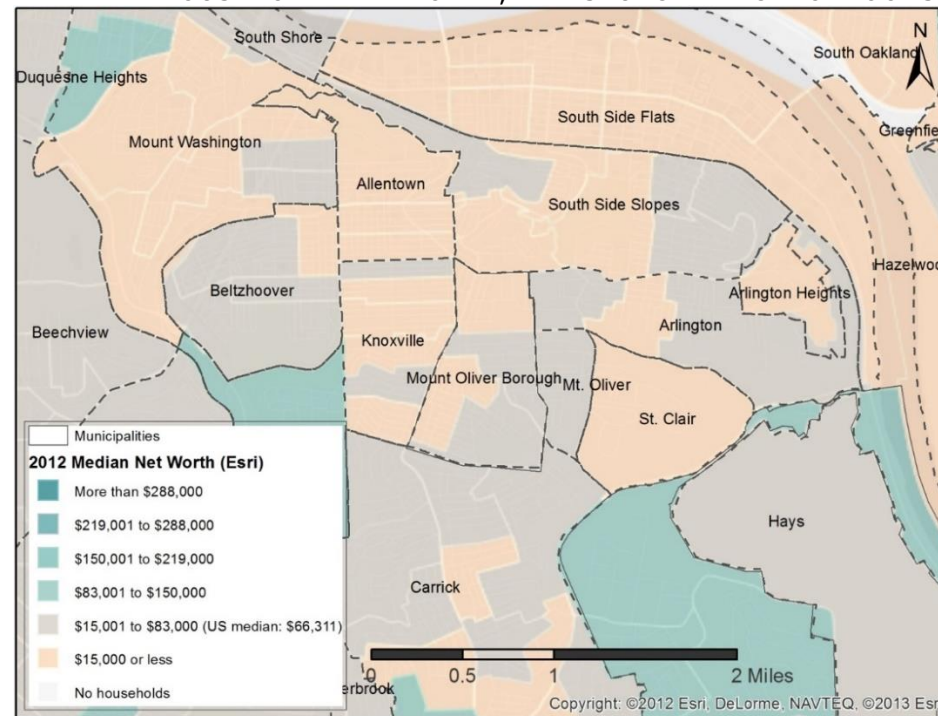 South Shore
N
South Oakland
Duquesne Heights
South Side Flats
Greenfie
Mount Washington
Allentown
South Side Slopes
Hazelwoo
Beltzhoover
Arlington Heights
Beechview
Knoxville
Arlington
Mount Oliver Borough
Mt. Oliver
St. Clair
Municipalities
2012 Median Net Worth (Esri)
More than $288,000
$219,001 to $288,000
$150,001 to $219,000
$83,001 to $150,000
$15,001 to $83,000 (US median: $66,311)
$15,000 or less
No households
Hays
Carrick
erbrook
0 0.5 1 2 Miles
Copyright: ©2012 Esri, DeLorme, NAVTEQ, ©2013 Esr